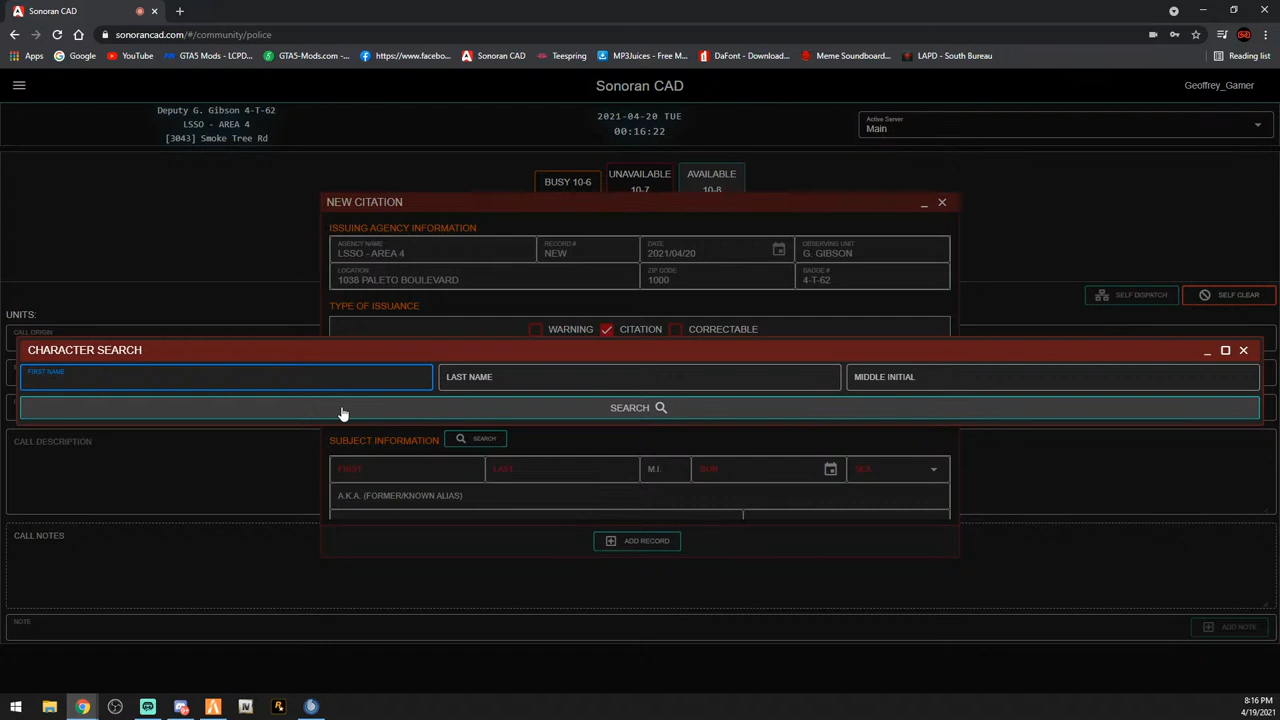 Sonoran CAD
sonorancad.com/#/community/police
Apps Google YouTube GTA5 Mods - LCPD... GTA5-Mods.com -... https://www.facebo... Sonoran CAD Teespring MP3Juices - Free M... DaFont - Download... Meme Soundboard... LAPD - South Bureau Reading list
Sonoran CAD
Geoffrey_Gamer
Deputy G. Gibson 4-T-62
LSSO - AREA 4
[3043] Smoke Tree Rd
2021-04-20 TUE
00:16:22
Active Server
Main
BUSY 10-6
UNAVAILABLE
10-7
AVAILABLE
10-8
NEW CITATION
ISSUING AGENCY INFORMATION
AGENCY NAME
LSSO - AREA 4
RECORD #
NEW
DATE
2021/04/20
OBSERVING UNIT
G. GIBSON
LOCATION
1038 PALETO BOULEVARD
ZIP CODE
1000
BADGE #
4-T-62
SELF DISPATCH
SELF CLEAR
TYPE OF ISSUANCE
WARNING CITATION CORRECTABLE
UNITS:
CALL ORIGIN
CHARACTER SEARCH
FIRST NAME
LAST NAME
MIDDLE INITIAL
SEARCH
CALL DESCRIPTION
SUBJECT INFORMATION
SEARCH
FIRST
LAST
M.I.
SEX
A.K.A. (FORMER/KNOWN ALIAS)
CALL NOTES
ADD RECORD
NOTE
ADD NOTE
8:16 PM
4/19/2021